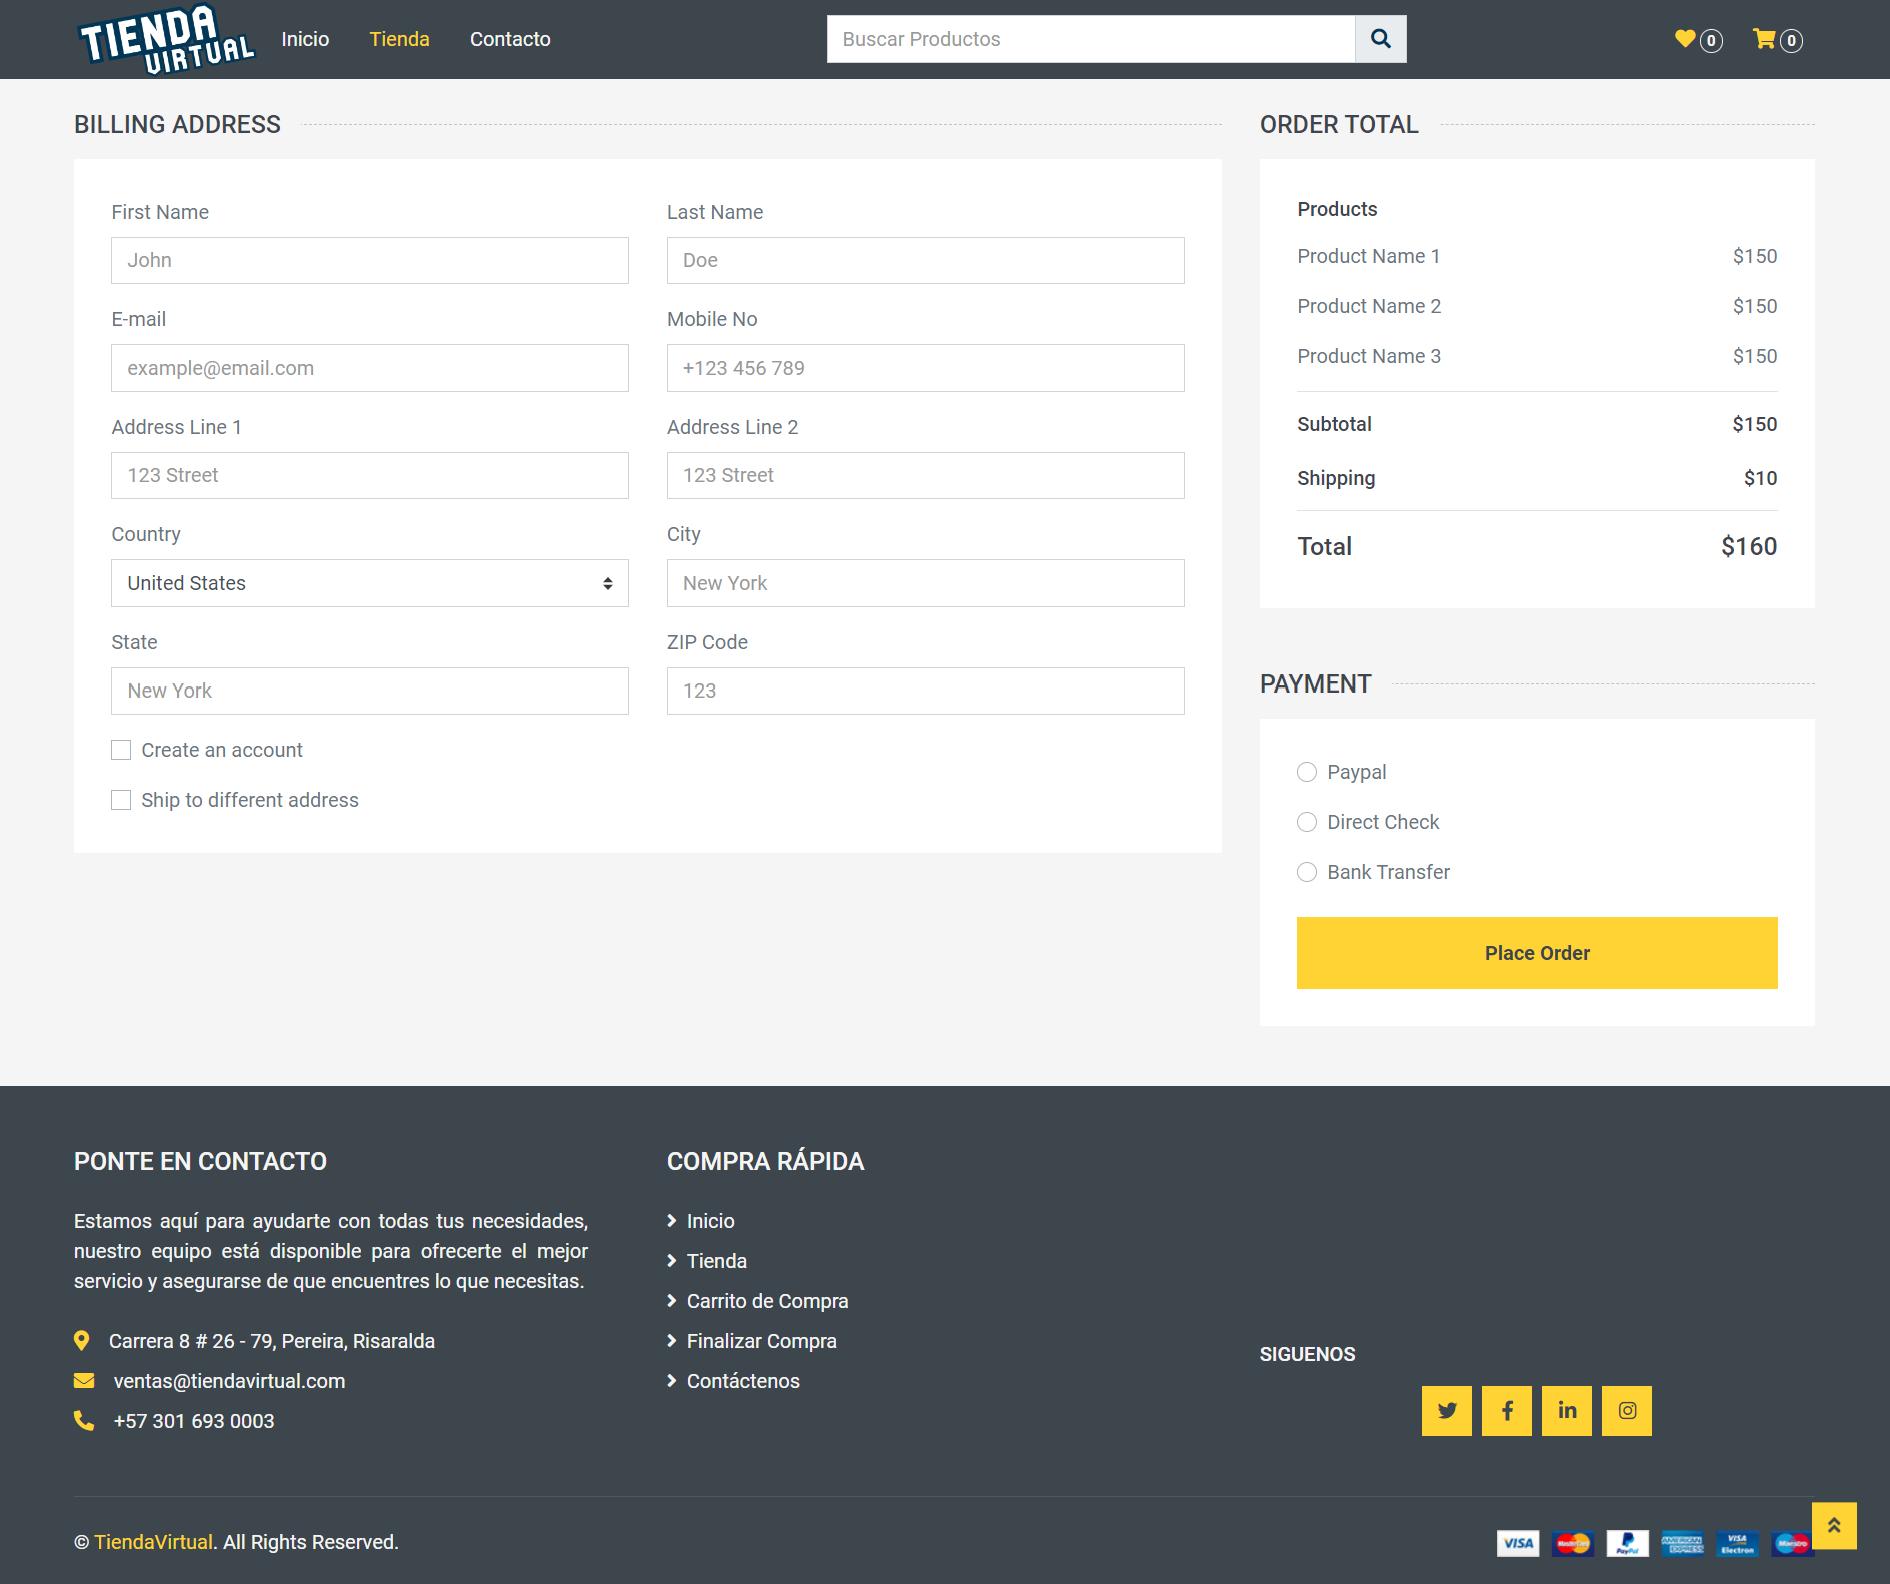 TIENDA VIRTUAL
Inicio Tienda Contacto
Buscar Productos
0 0
BILLING ADDRESS
First Name Last Name
John Doe
E-mail Mobile No
example@email.com +123 456 789
Address Line 1 Address Line 2
123 Street 123 Street
Country City
United States New York
State ZIP Code
New York 123
Create an account
Ship to different address
ORDER TOTAL
Products
Product Name 1 $150
Product Name 2 $150
Product Name 3 $150
Subtotal $150
Shipping $10
Total $160
PAYMENT
Paypal
Direct Check
Bank Transfer
Place Order
PONTE EN CONTACTO
Estamos aquí para ayudarte con todas tus necesidades,
nuestro equipo está disponible para ofrecerte el mejor
servicio y asegurarse de que encuentres lo que necesitas.
Carrera 8 # 26 - 79, Pereira, Risaralda
ventas@tiendavirtual.com
+57 301 693 0003
COMPRA RÁPIDA
Inicio
Tienda
Carrito de Compra
Finalizar Compra
Contáctenos
SIGUENOS
© TiendaVirtual. All Rights Reserved.
VISA MasterCard PayPal AMERICAN EXPRESS VISA Electron Maestro